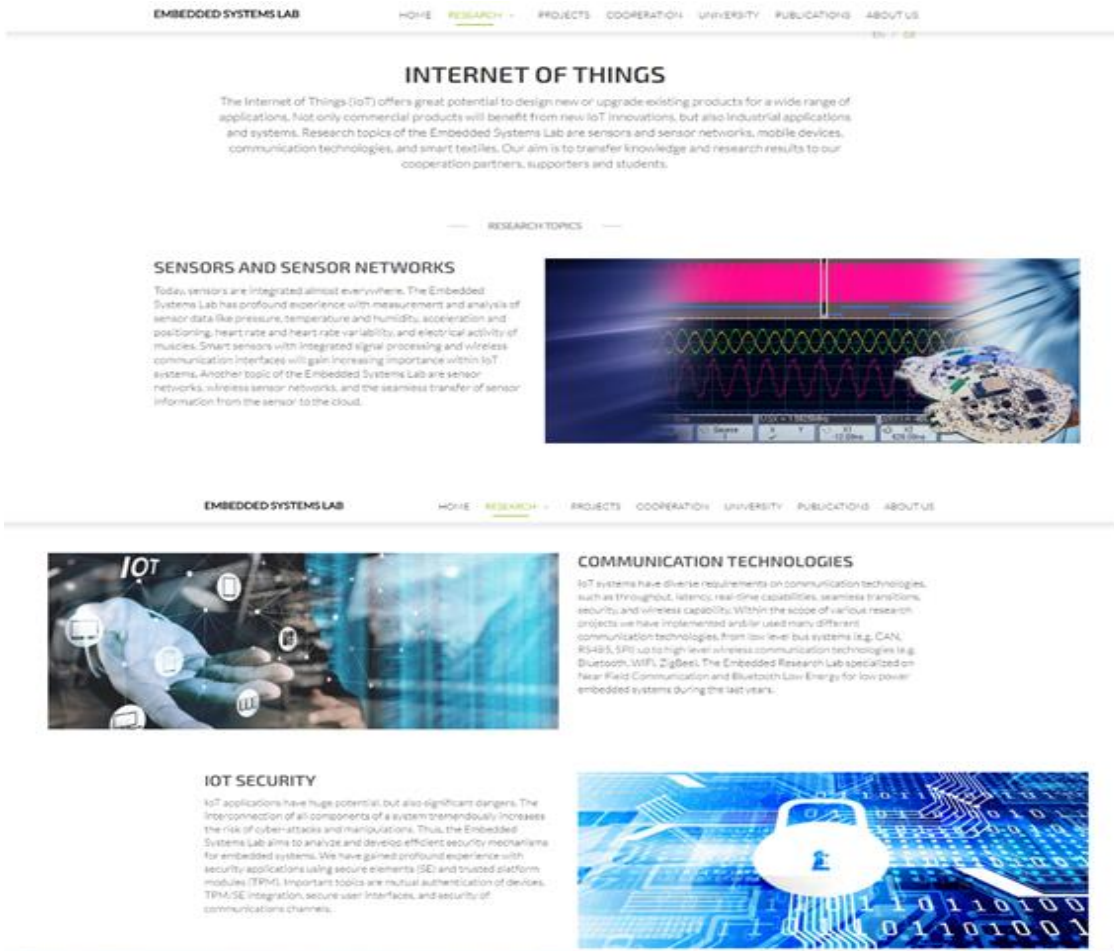 EMBEDDED SYSTEMS LAB
HOME RESEARCH PROJECTS COOPERATION UNIVERSITY PUBLICATIONS ABOUT US
EN / GE
INTERNET OF THINGS
The Internet of Things (IoT) offers great potential to design new or upgrade existing products for a wide range of
applications. Not only commercial products will benefit from new IoT innovations, but also industrial applications
and systems. Research topics of the Embedded Systems Lab are sensors and sensor networks, mobile devices,
communication technologies, and smart textiles. Our aim is to transfer knowledge and research results to our
cooperation partners, supporters and students.
RESEARCH TOPICS
SENSORS AND SENSOR NETWORKS
Today, sensors are integrated almost everywhere. The Embedded
Systems Lab has profound experience with measurement and analysis of
sensor data like pressure, temperature and humidity, acceleration and
positioning, heart rate and heart rate variability, and electrical activity of
muscles. Smart sensors with integrated signal processing and wireless
communication interfaces will gain increasing importance within IoT
systems. Another topic of the Embedded Systems Lab are sensor
networks, wireless sensor networks, and the seamless transfer of sensor
information from the sensor to the cloud.
Source X Y X1 X2
EMBEDDED SYSTEMS LAB
HOME RESEARCH PROJECTS COOPERATION UNIVERSITY PUBLICATIONS ABOUT US
IOT
COMMUNICATION TECHNOLOGIES
IoT systems have diverse requirements on communication technologies,
such as throughput, latency, real-time capabilities, seamless transitions,
security, and wireless capability. Within the scope of various research
projects we have implemented and/or used many different
communication technologies, from low level bus systems (e.g. CAN,
RS485, SPI) up to high level wireless communication technologies (e.g.
Bluetooth, WIFI, ZigBee). The Embedded Research Lab specialized on
Near Field Communication and Bluetooth Low Energy for low power
embedded systems during the last years.
IOT SECURITY
IoT applications have huge potential, but also significant dangers. The
interconnection of all components of a system tremendously increases
the risk of cyber-attacks and manipulations. Thus, the Embedded
Systems Lab aims to analyze and develop efficient security mechanisms
for embedded systems. We have gained profound experience with
security applications using secure elements (SE) and trusted platform
modules (TPM). Important topics are mutual authentication of devices,
TPM/SE integration, secure user interfaces, and security of
communications channels.